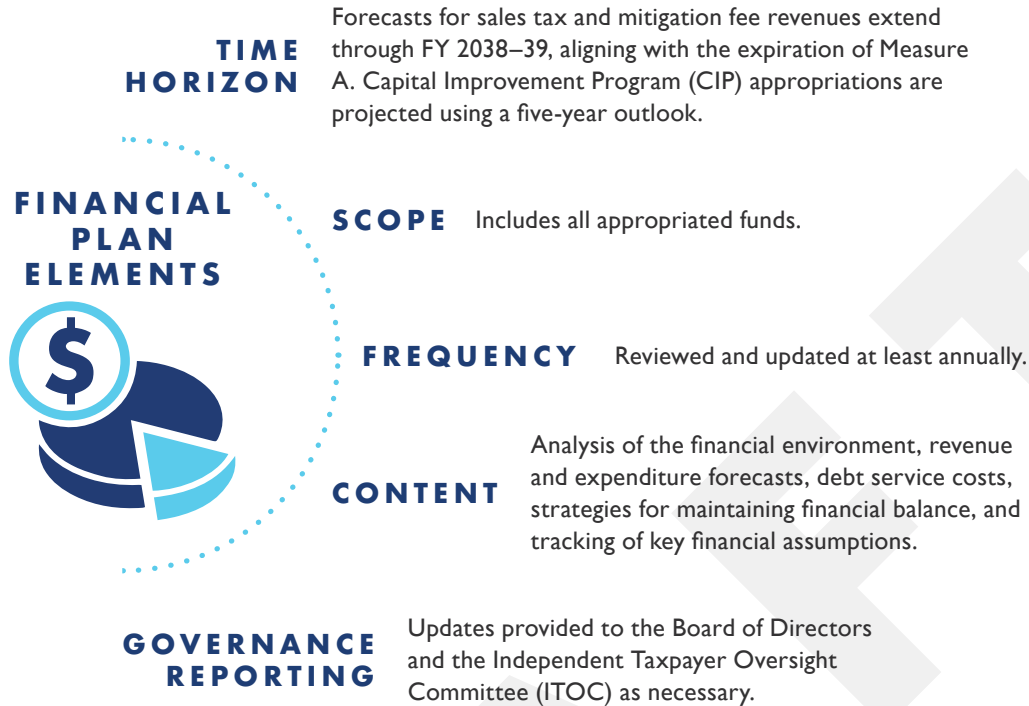 TIME
HORIZON
Forecasts for sales tax and mitigation fee revenues extend
through FY 2038–39, aligning with the expiration of Measure
A. Capital Improvement Program (CIP) appropriations are
projected using a five-year outlook.
FINANCIAL
PLAN
ELEMENTS
$
SCOPE
Includes all appropriated funds.
FREQUENCY
Reviewed and updated at least annually.
CONTENT
Analysis of the financial environment, revenue
and expenditure forecasts, debt service costs,
strategies for maintaining financial balance, and
tracking of key financial assumptions.
GOVERNANCE
REPORTING
Updates provided to the Board of Directors
and the Independent Taxpayer Oversight
Committee (ITOC) as necessary.